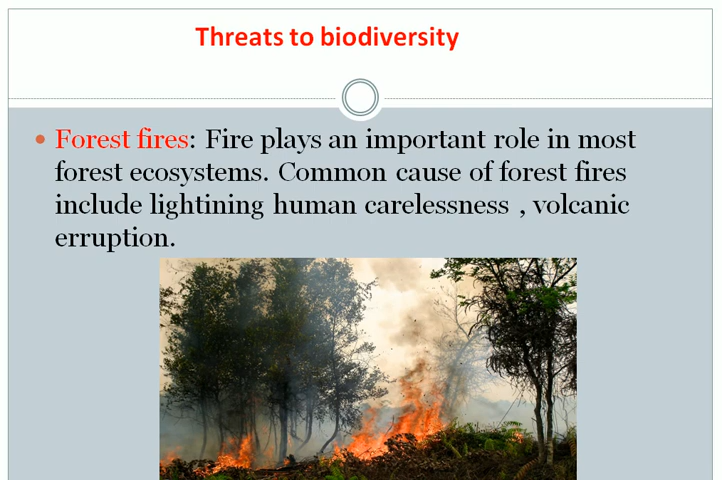 Threats to biodiversity
• Forest fires: Fire plays an important role in most
forest ecosystems. Common cause of forest fires
include lightining human carelessness , volcanic
erruption.